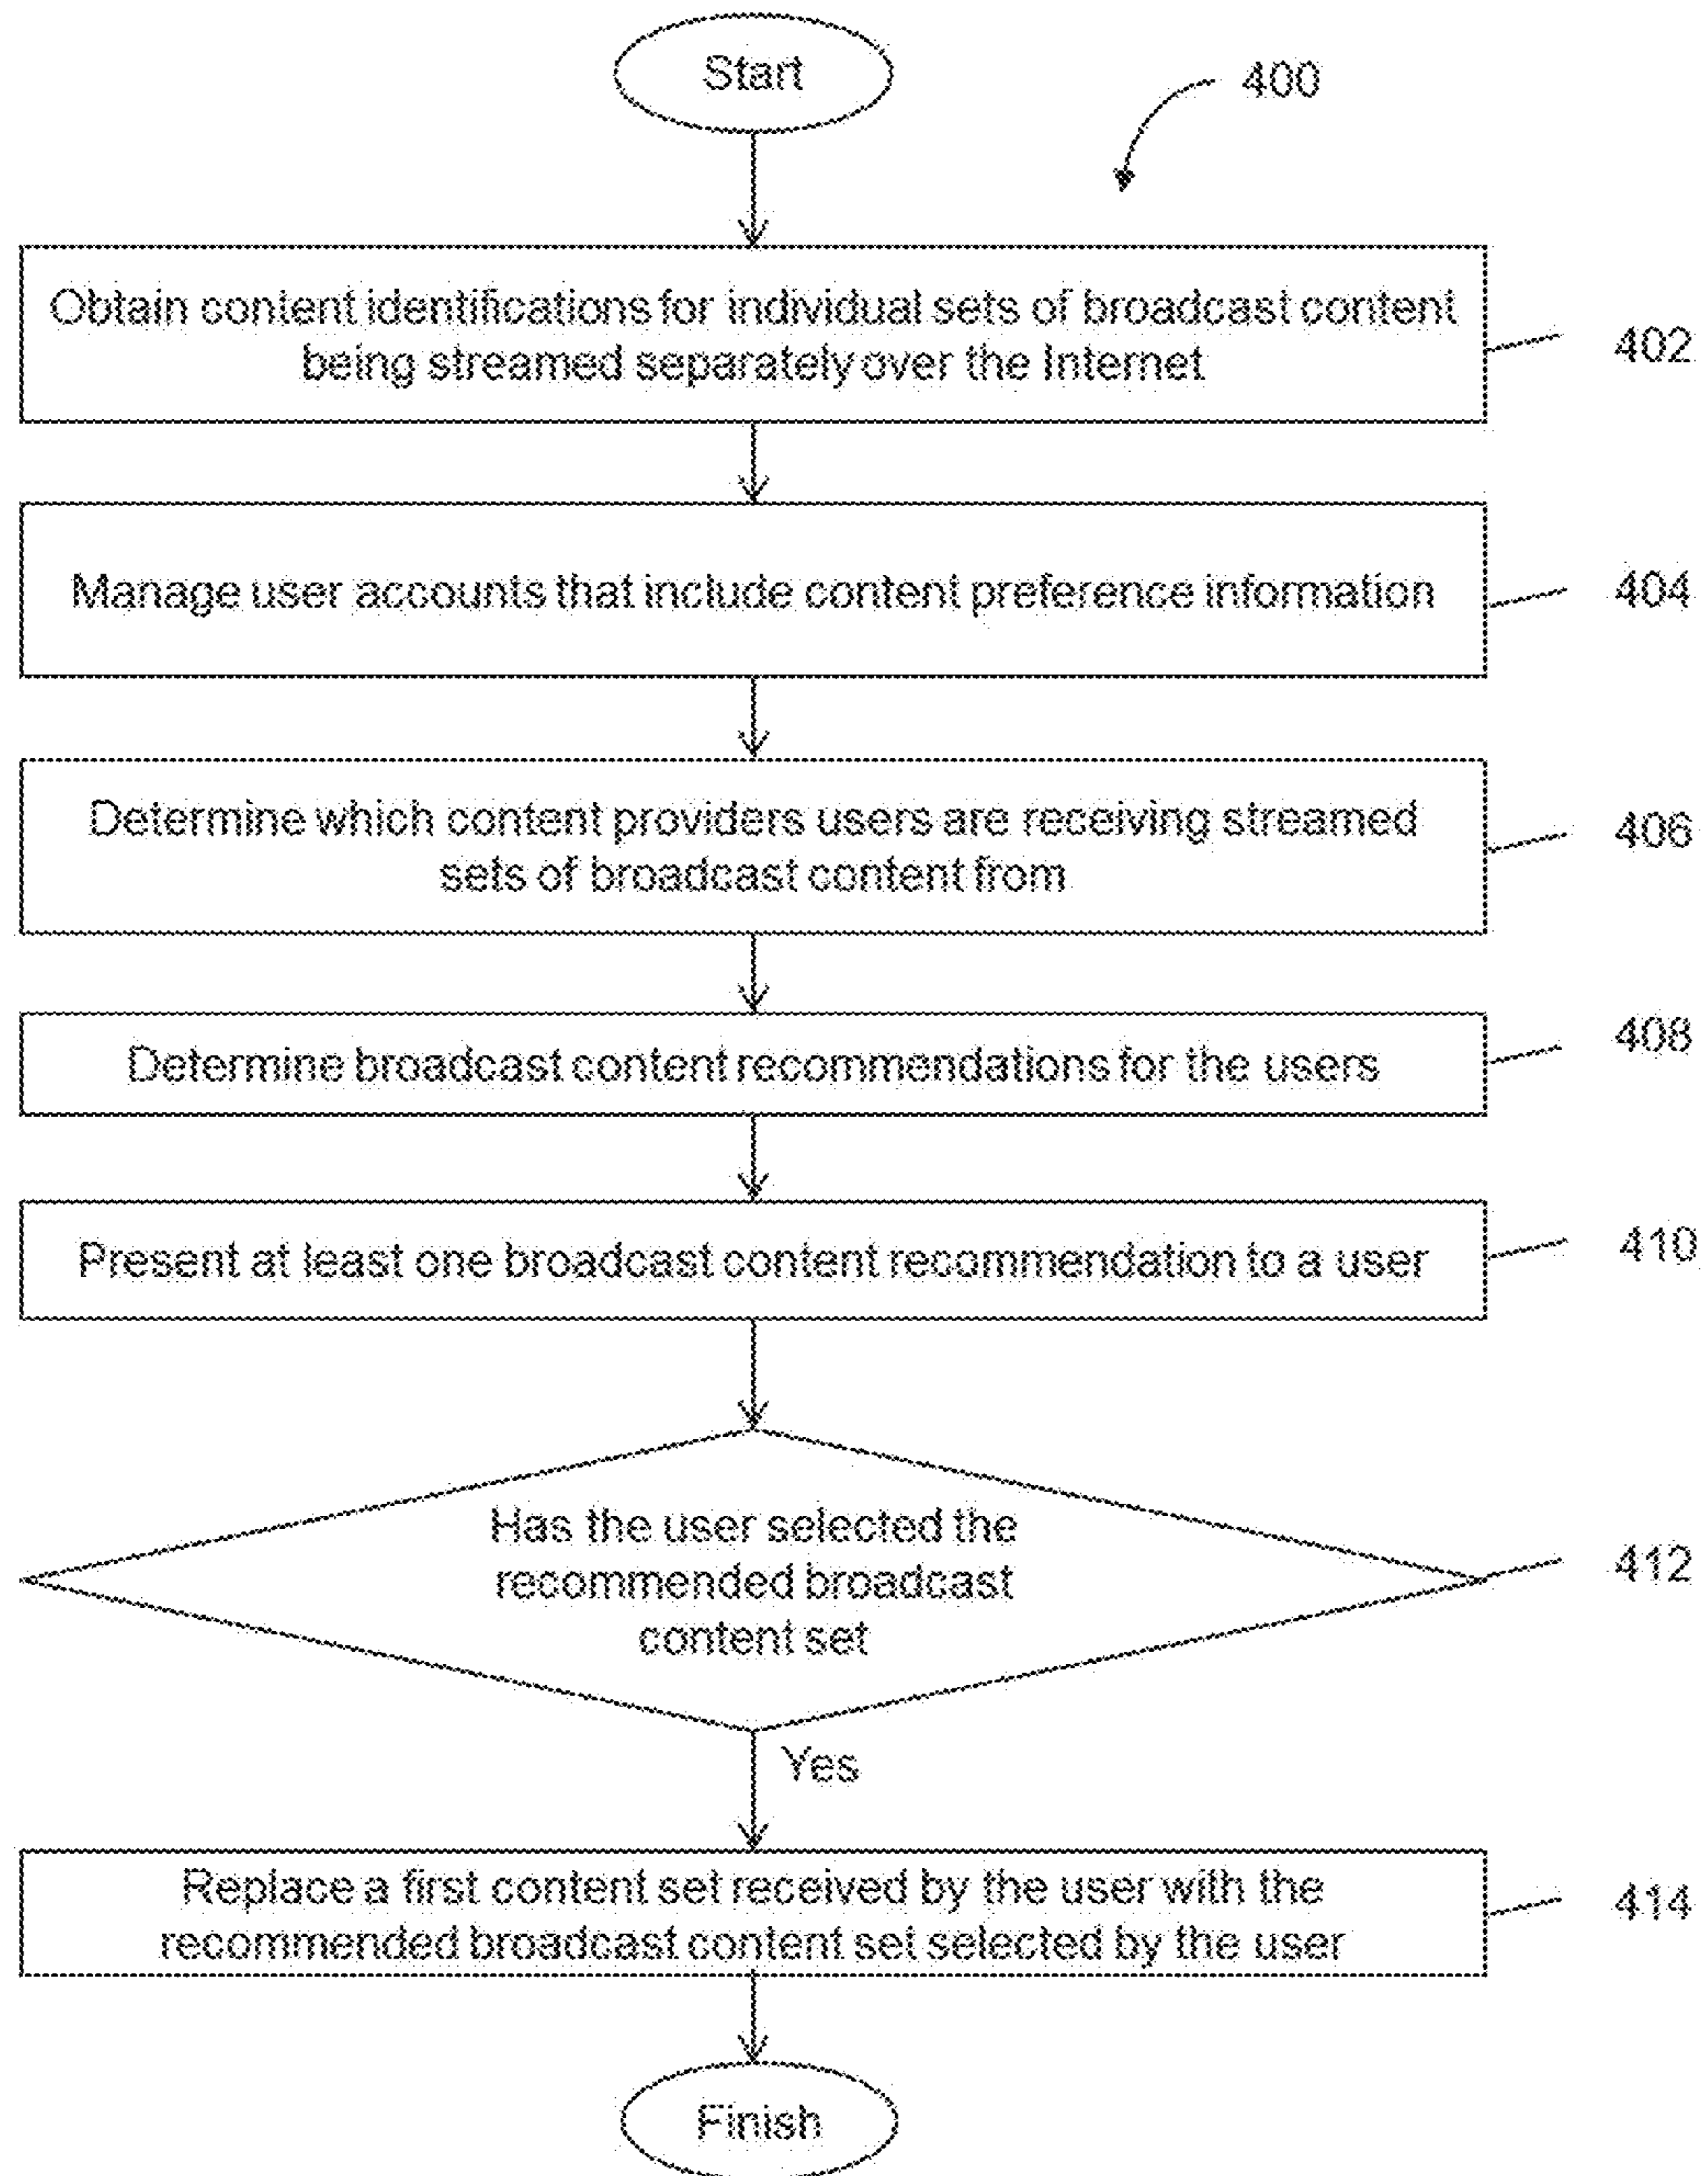 Start
400
Obtain content identifications for individual sets of broadcast content
being streamed separately over the Internet
402
Manage user accounts that include content preference information
404
Determine which content providers users are receiving streamed
sets of broadcast content from
406
Determine broadcast content recommendations for the users
408
Present at least one broadcast content recommendation to a user
410
Has the user selected the
recommended broadcast
content set
412
Yes
Replace a first content set received by the user with the
recommended broadcast content set selected by the user
414
Finish